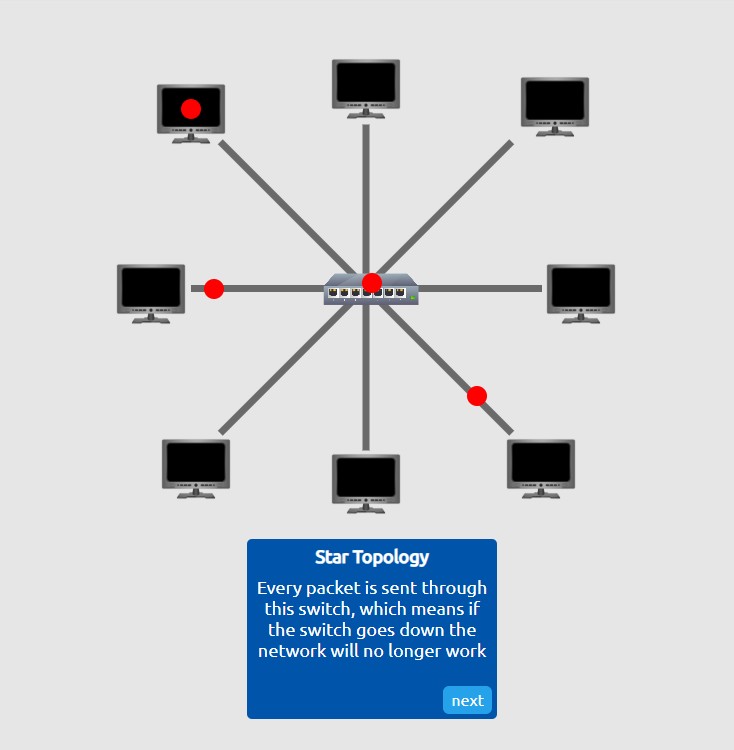 Star Topology
Every packet is sent through
this switch, which means if
the switch goes down the
network will no longer work
next